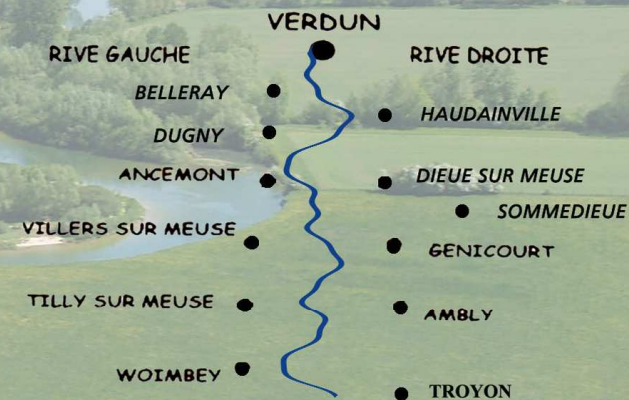 VERDUN
RIVE GAUCHE
RIVE DROITE
BELLERAY
HAUDAINVILLE
DUGNY
ANCEMONT
DIEUE SUR MEUSE
SOMMEDIEUE
VILLERS SUR MEUSE
GENICOURT
TILLY SUR MEUSE
AMBLY
WOIMBEY
TROYON